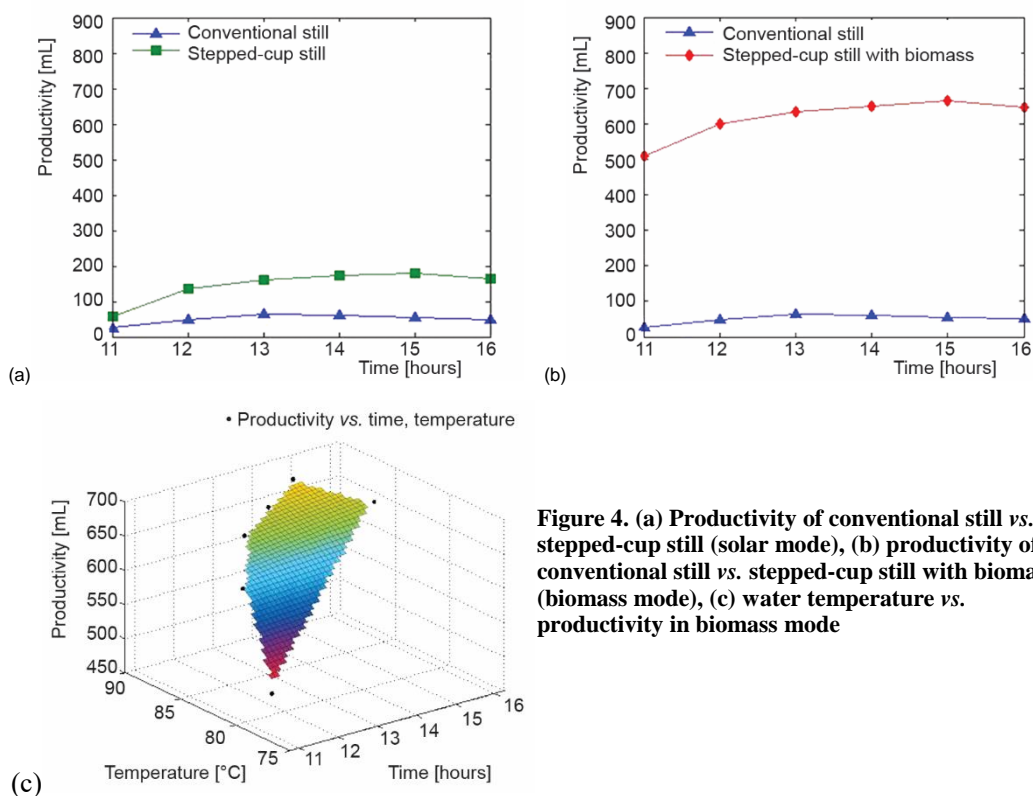 Productivity [mL]
900
800
700
600
500
400
300
200
100
0
Conventional still
Stepped-cup still
11 12 13 14 15 16
Time [hours]
(a)
Productivity [mL]
900
800
700
600
500
400
300
200
100
0
Conventional still
Stepped-cup still with biomass
11 12 13 14 15 16
Time [hours]
(b)
• Productivity vs. time, temperature
Productivity [mL]
700
650
600
550
500
450
90
85
80
75
Temperature [°C]
11 12 13 14 15 16
Time [hours]
(c)
Figure 4. (a) Productivity of conventional still vs.
stepped-cup still (solar mode), (b) productivity of
conventional still vs. stepped-cup still with bioma
(biomass mode), (c) water temperature vs.
productivity in biomass mode